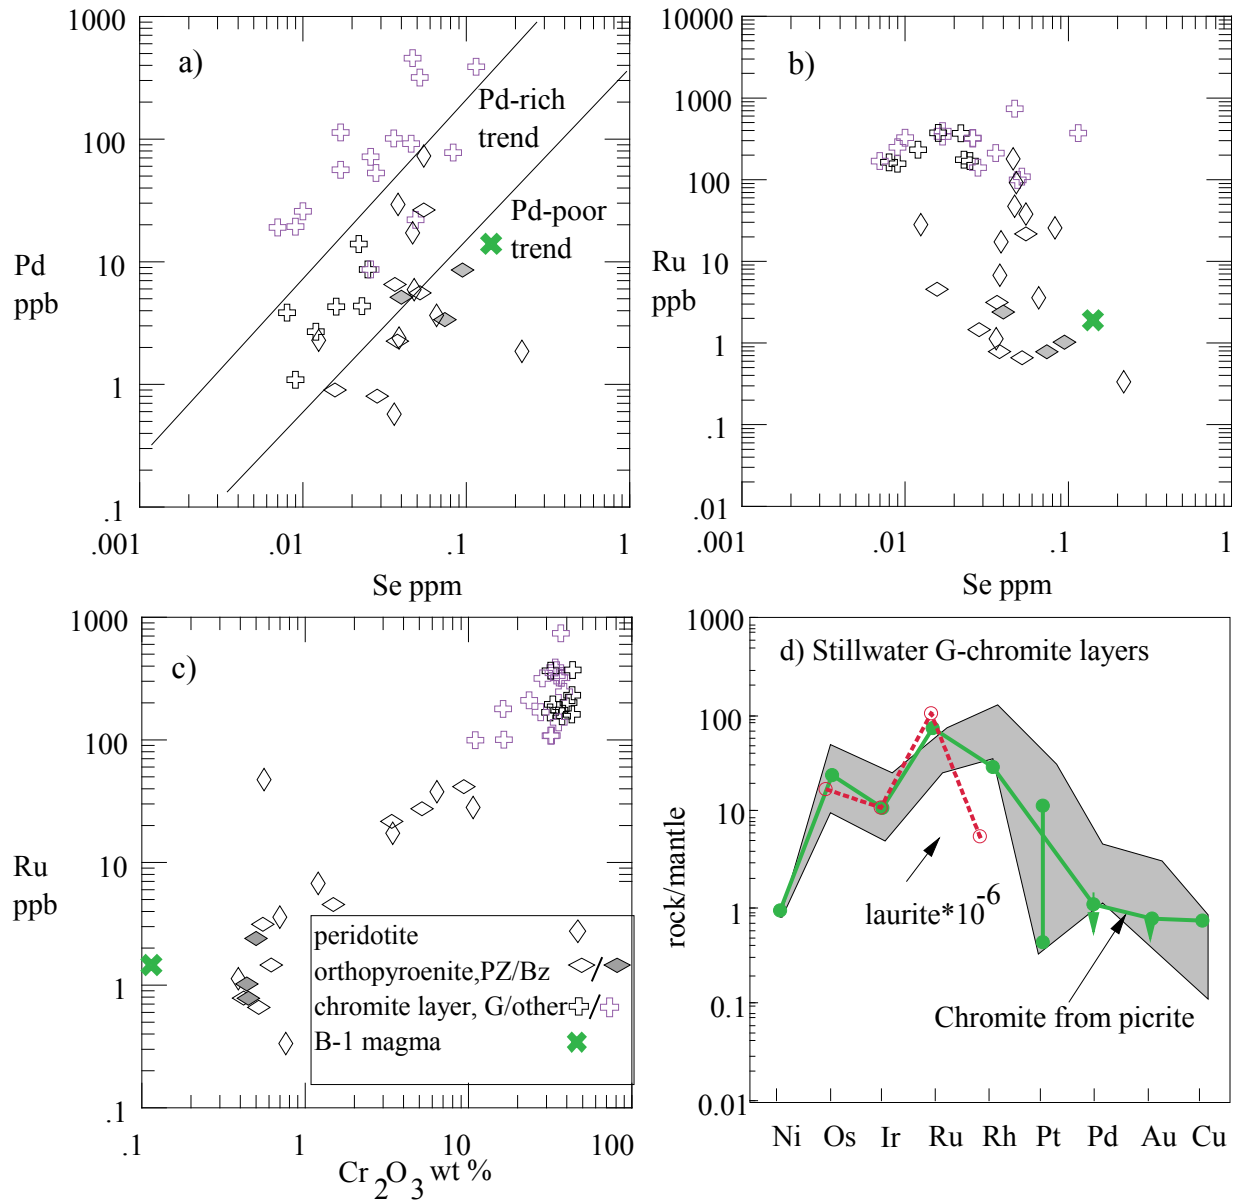 a)
1000
100
10
1
.1
Pd
ppb
Pd-rich
trend
Pd-poor
trend
.001
.01
.1
1
Se ppm
b)
10000
1000
100
10
1
.1
.01
Ru
ppb
.001
.01
.1
1
Se ppm
c)
1000
100
10
1
.1
Ru
ppb
peridotite
orthopyroenite,PZ/Bz /
chromite layer, G/other /
B-1 magma
.1
1
10
100
Cr2O3 wt %
d) Stillwater G-chromite layers
1000
100
10
1
0.1
0.01
rock/mantle
laurite*10-6
Chromite from picrite
Ni Os Ir Ru Rh Pt Pd Au Cu